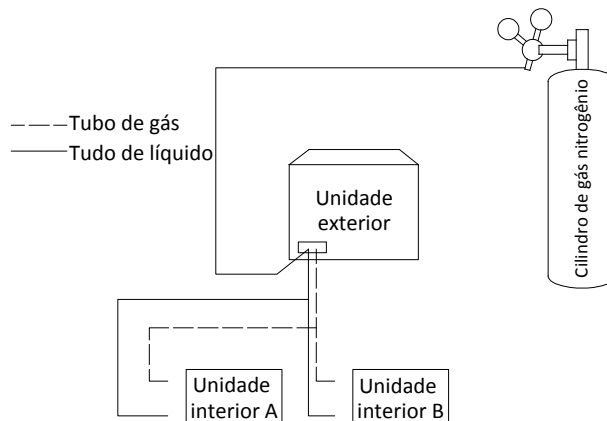 Tubo de gás
Tudo de líquido
Unidade
exterior
Cilindro de gás nitrogênio
Unidade
interior A
Unidade
interior B